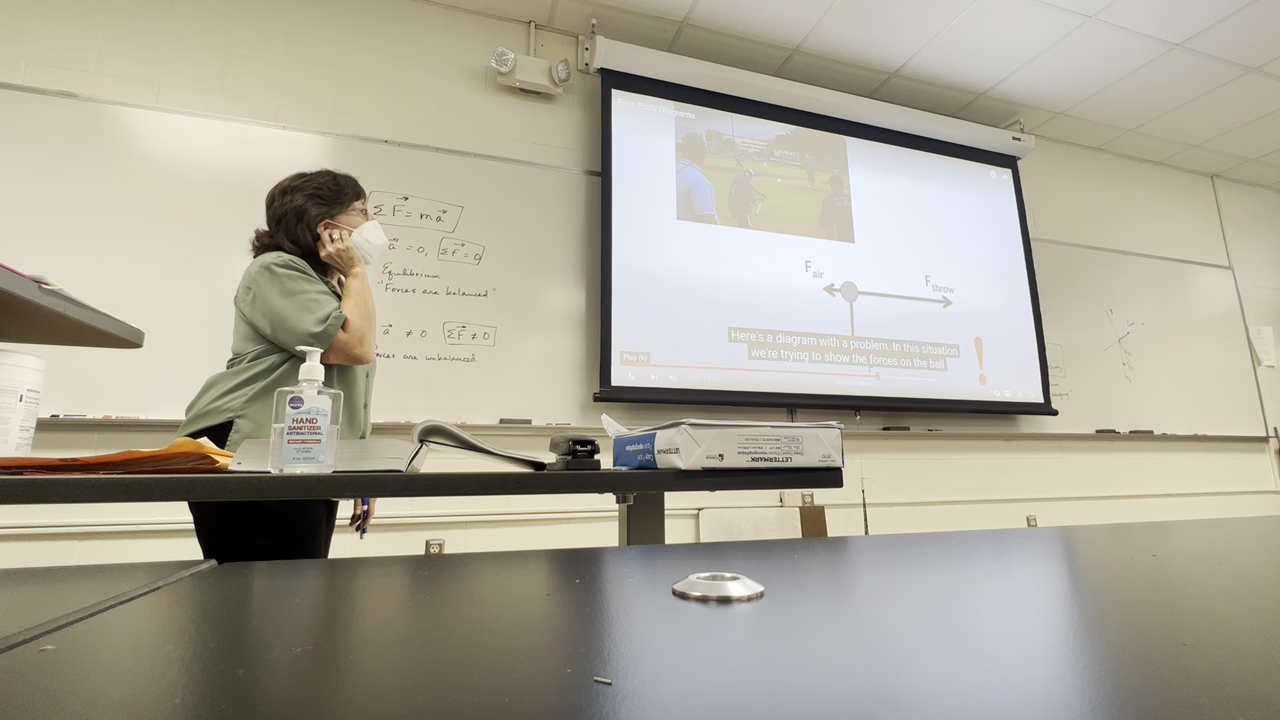 ΣF⃗ = ma⃗
a⃗ = 0, ΣF⃗ = 0
Equilibrium
"Forces are balanced"
a⃗ ≠ 0 ΣF⃗ ≠ 0
orces are unbalanced
Free Body Diagrams
Fair
Fthrow
Here's a diagram with a problem. In this situation
we're trying to show the forces on the ball
!
Play (k)
HAND
SANITIZER
ANTIBACTERIAL
LETTERMARK